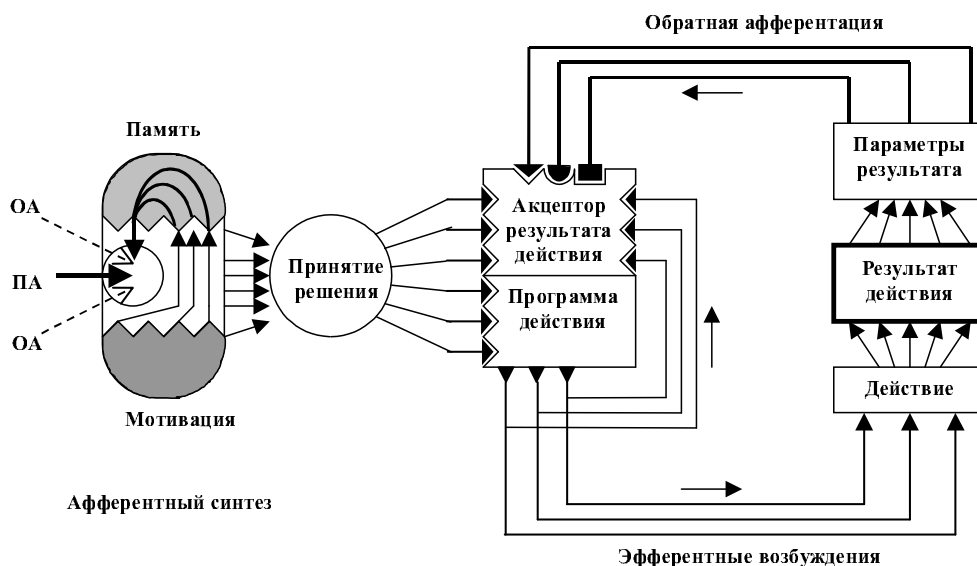 Обратная афферентация
Память
ОА
ПА
ОА
Мотивация
Афферентный синтез
Принятие
решения
Акцептор
результата
действия
Программа
действия
Параметры
результата
Результат
действия
Действие
Эфферентные возбуждения